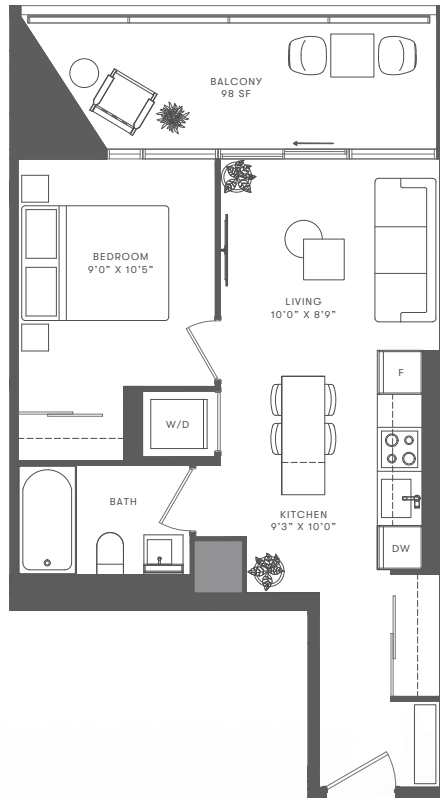 BALCONY
98 SF
BEDROOM
9'0" X 10'5"
LIVING
10'0" X 8'9"
F
W/D
BATH
KITCHEN
9'3" X 10'0"
DW